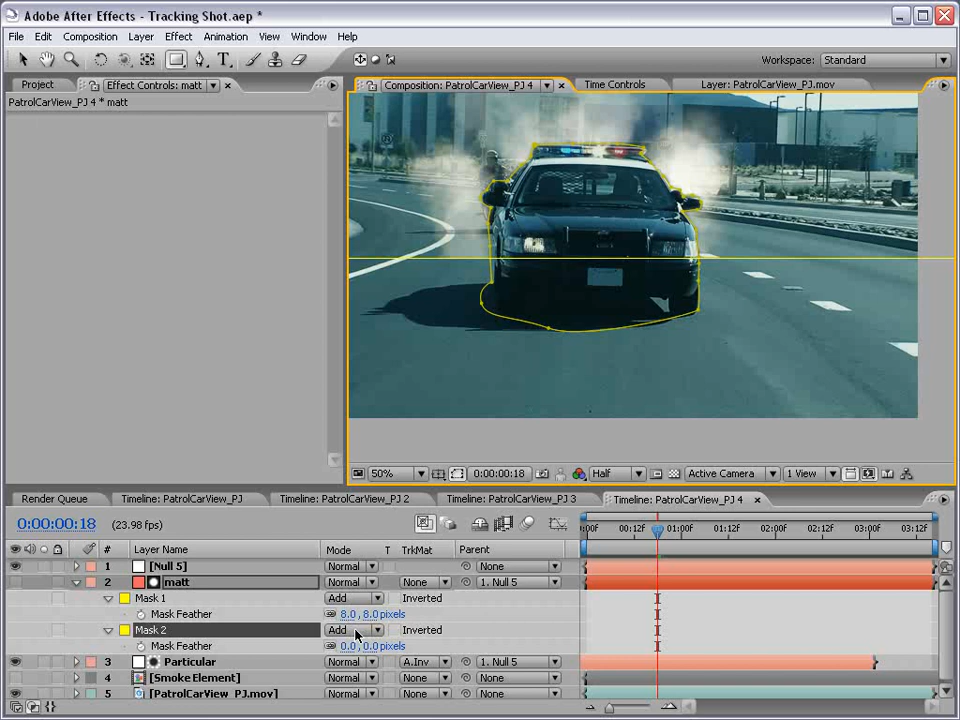 Adobe After Effects - Tracking Shot.aep *
File Edit Composition Layer Effect Animation View Window Help
Workspace: Standard
Project Effect Controls: matt Composition: PatrolCarView_PJ 4 Time Controls Layer: PatrolCarView_PJ.mov
PatrolCarView_PJ 4 * matt
50% 0:00:00:18 Half Active Camera 1 View
Render Queue Timeline: PatrolCarView_PJ Timeline: PatrolCarView_PJ 2 Timeline: PatrolCarView_PJ 3 Timeline: PatrolCarView_PJ 4
0:00:00:18 (23.98 fps)
:00f 00:12f 01:00f 01:12f 02:00f 02:12f 03:00f 03:12f
# Layer Name Mode T TrkMat Parent
1 [Null 5] Normal None
2 matt Normal None 1. Null 5
Mask 1 Add Inverted
Mask Feather 8.0, 8.0 pixels
Mask 2 Add Inverted
Mask Feather 0.0, 0.0 pixels
3 Particular Normal A.Inv 1. Null 5
4 [Smoke Element] Normal None None
5 [PatrolCarView_PJ.mov] Normal None None